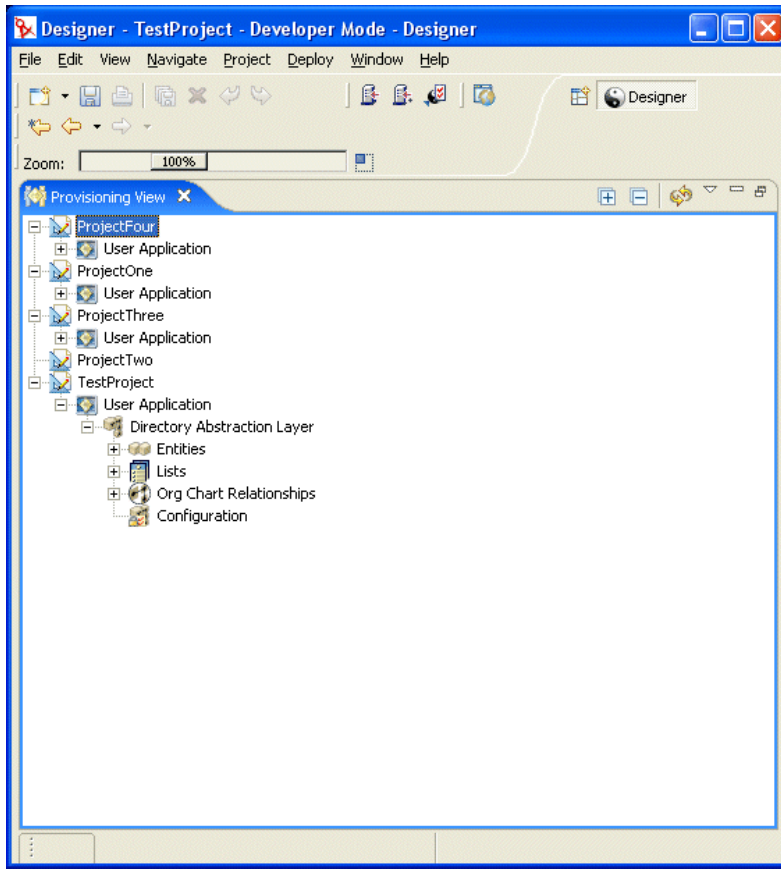 Designer - TestProject - Developer Mode - Designer
File Edit View Navigate Project Deploy Window Help
Designer
Zoom: 100%
Provisioning View
ProjectFour
User Application
ProjectOne
User Application
ProjectThree
User Application
ProjectTwo
TestProject
User Application
Directory Abstraction Layer
Entities
Lists
Org Chart Relationships
Configuration